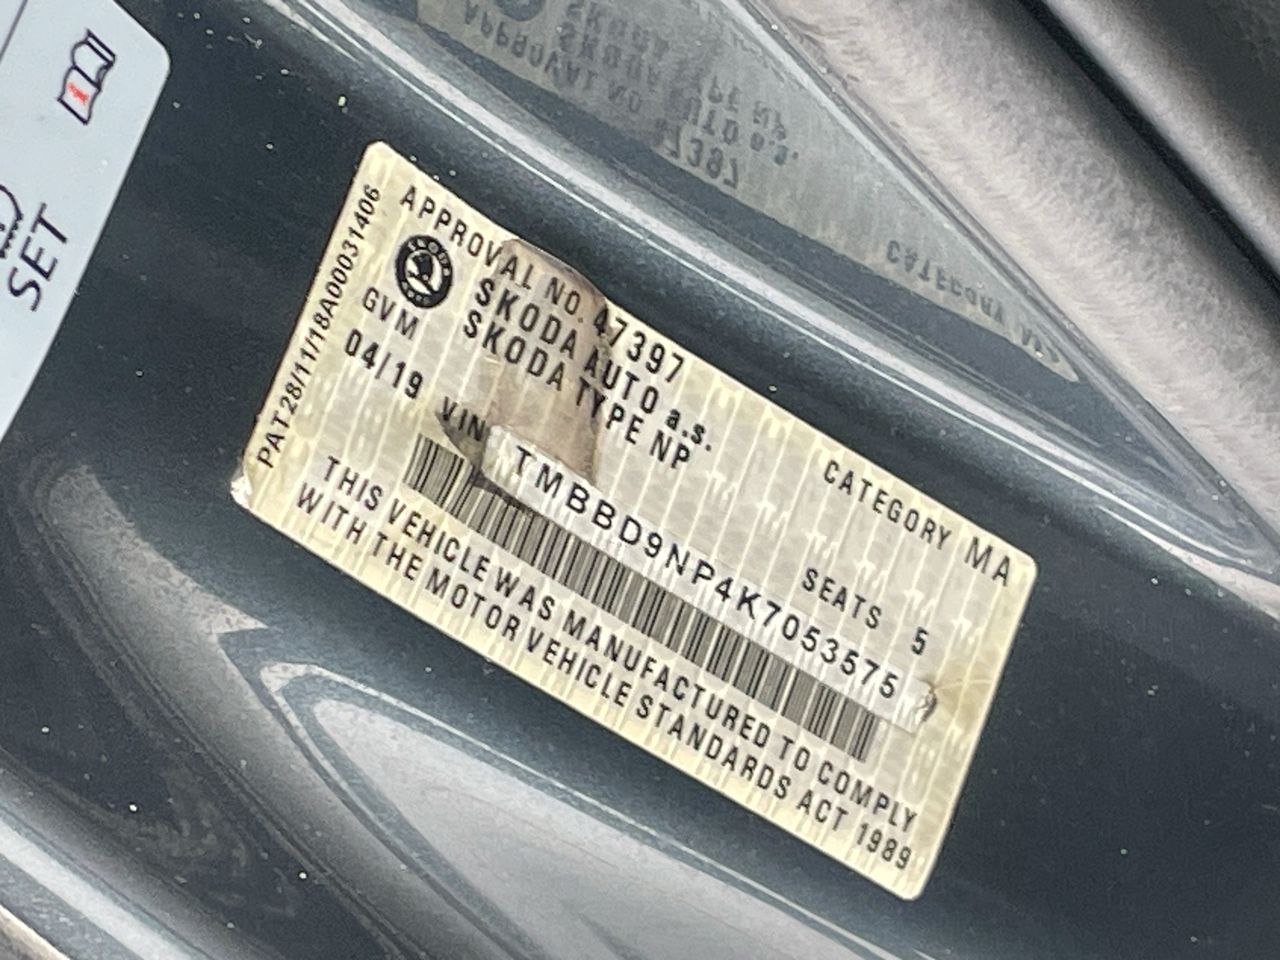 SET
PAT28/11/18A00031406
APPROVAL NO. 47397
SKODA AUTO a.s.
SKODA TYPE NP
CATEGORY MA
GVM
04/19
SEATS 5
VIN
TMBBD9NP4K7053575
THIS VEHICLE WAS MANUFACTURED TO COMPLY
WITH THE MOTOR VEHICLE STANDARDS ACT 1989